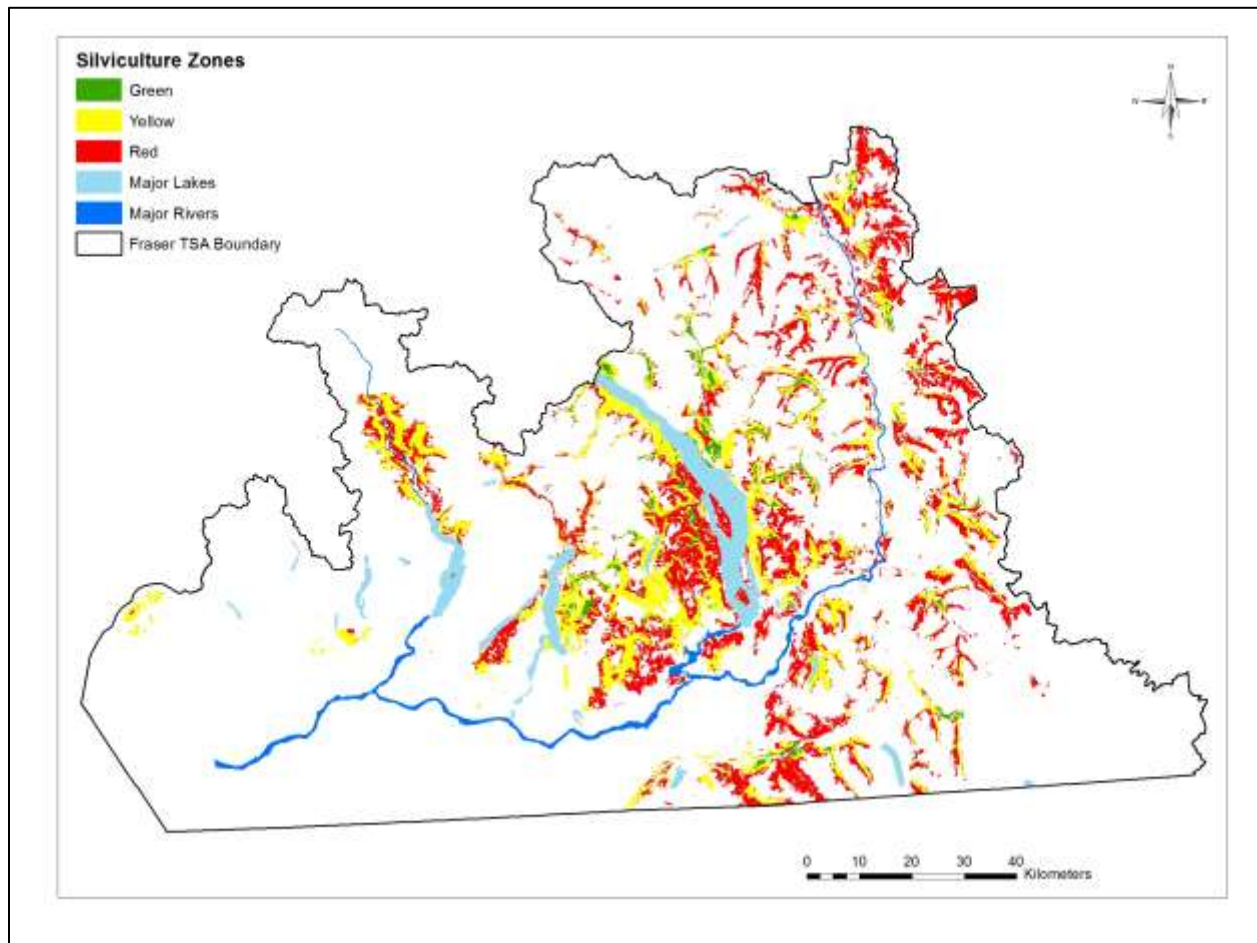 Silviculture Zones
Green
Yellow
Red
Major Lakes
Major Rivers
Fraser TSA Boundary
N
W E
S
0 10 20 30 40
Kilometers